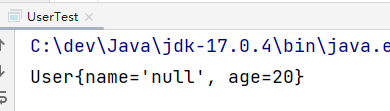 UserTest
C:\dev\Java\jdk-17.0.4\bin\java.e
User{name='null', age=20}